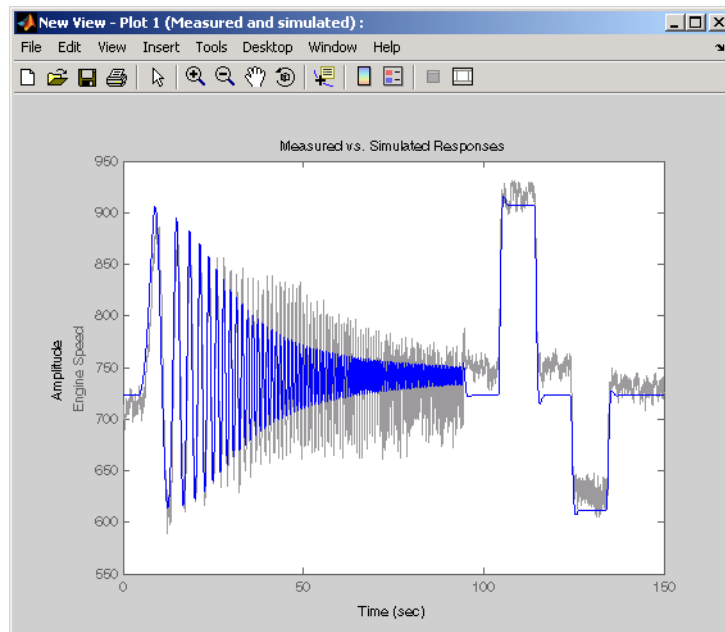 New View - Plot 1 (Measured and simulated) :
File Edit View Insert Tools Desktop Window Help
Measured vs. Simulated Responses
950
900
850
800
750
700
650
600
550
Amplitude
Engine Speed
0 50 100 150
Time (sec)